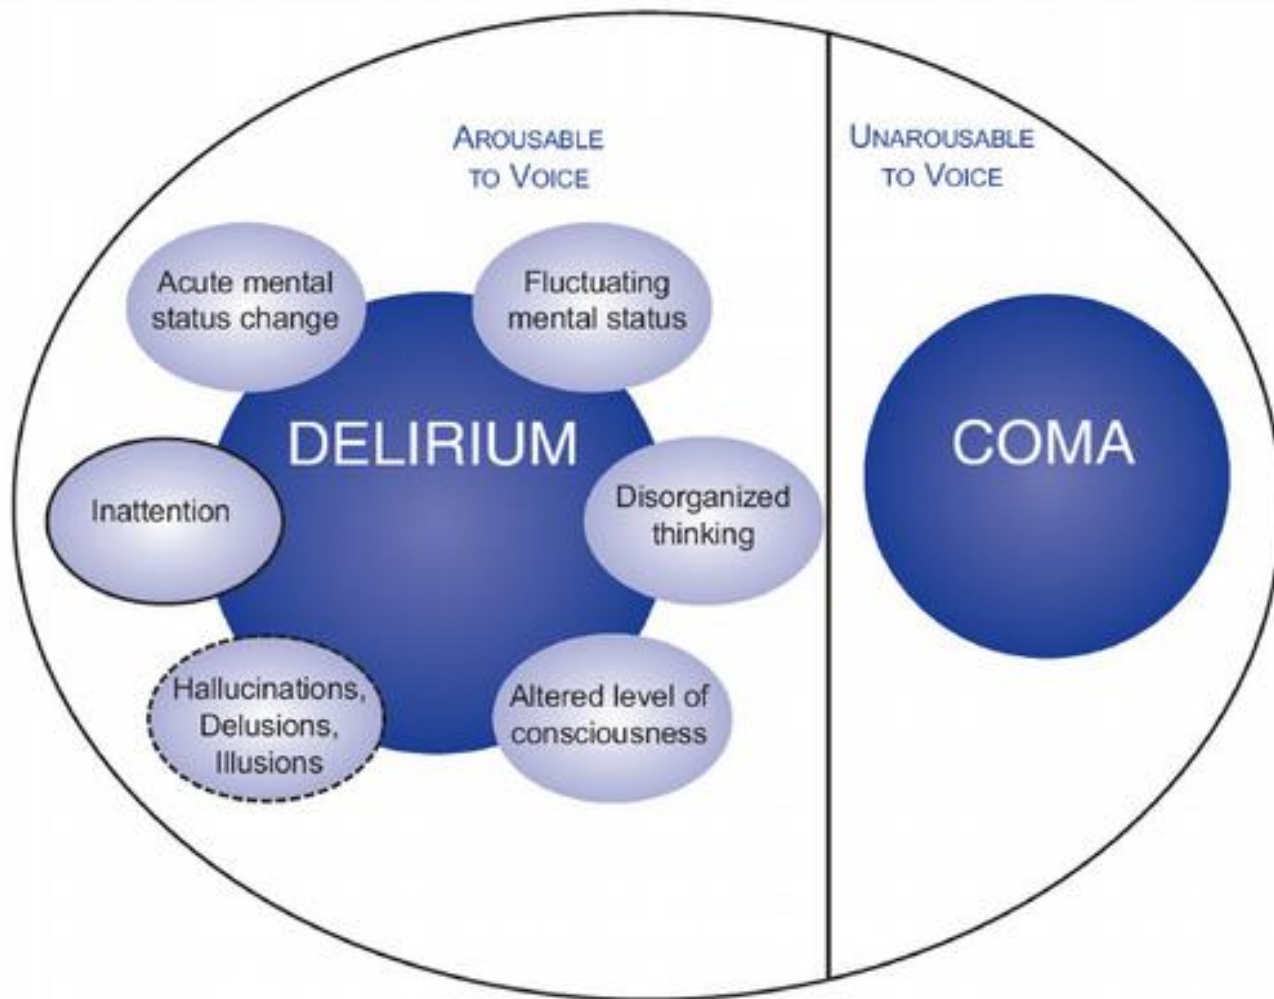 AROUSABLE
TO VOICE
UNAROUSABLE
TO VOICE
Acute mental
status change
Fluctuating
mental status
DELIRIUM
COMA
Inattention
Disorganized
thinking
Hallucinations,
Delusions,
Illusions
Altered level of
consciousness